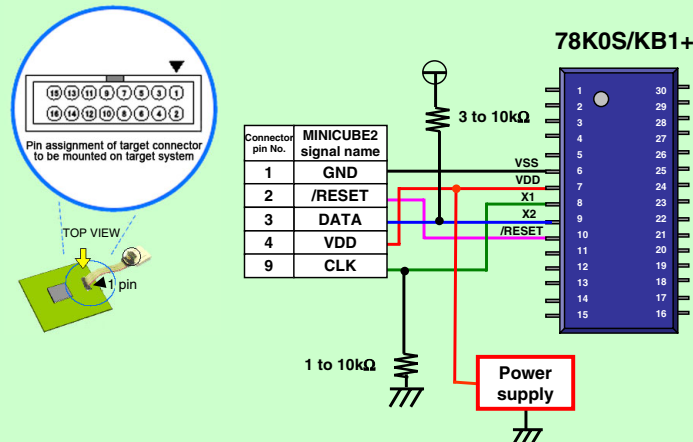 78K0S/KB1+
15 13 11 9 7 5 3 1
16 14 12 10 8 6 4 2
Pin assignment of target connector
to be mounted on target system
TOP VIEW
1 pin
3 to 10kΩ
Connector pin No. MINICUBE2 signal name
1 GND
2 /RESET
3 DATA
4 VDD
9 CLK
VSS
VDD
X1
X2
/RESET
1 30
2 29
3 28
4 27
5 26
6 25
7 24
8 23
9 22
10 21
11 20
12 19
13 18
14 17
15 16
1 to 10kΩ
Power
supply